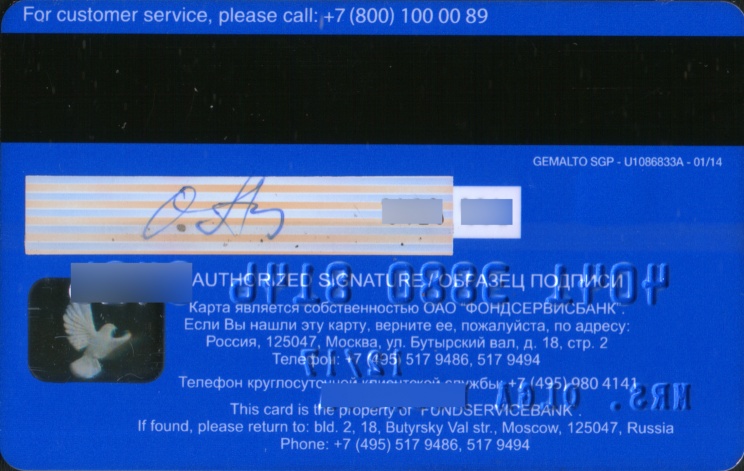 For customer service, please call: +7 (800) 100 00 89
GEMALTO SGP - U1086833A - 01/14
AUTHORIZED SIGNATURE / ОБРАЗЕЦ ПОДПИСИ
Карта является собственностью ОАО "ФОНДСЕРВИСБАНК".
Если Вы нашли эту карту, верните ее, пожалуйста, по адресу:
Россия, 125047, Москва, ул. Бутырский вал, д. 18, стр. 2
Телефон: +7 (495) 517 9486, 517 9494
Телефон круглосуточной клиентской службы: +7 (495) 980 4141
MRS. OLGA
This card is the property of "FUNDSERVICEBANK".
If found, please return to: bld. 2, 18, Butyrsky Val str., Moscow, 125047, Russia
Phone: +7 (495) 517 9486, 517 9494